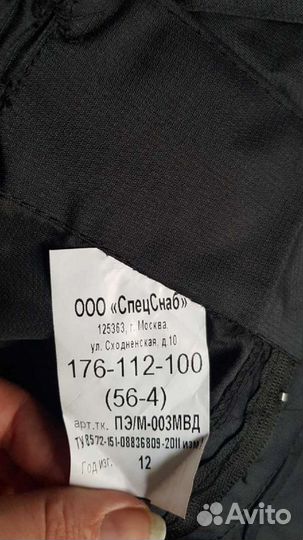 ООО «СпецСнаб»
125363, г. Москва
ул. Сходненская, д.10
176-112-100
(56-4)
арт.тк. ПЭ/М-003МВД
ТУ 8572-151-08836809-2011 изм
Год изг. 12
Avito